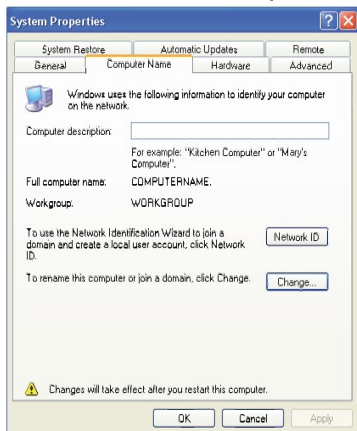 System Properties
System Restore Automatic Updates Remote
General Computer Name Hardware Advanced
Windows uses the following information to identify your computer
on the network.
Computer description:
For example: "Kitchen Computer" or "Mary's
Computer".
Full computer name: COMPUTERNAME.
Workgroup: WORKGROUP
To use the Network Identification Wizard to join a
domain and create a local user account, click Network
ID.
Network ID
To rename this computer or join a domain, click Change.
Change...
Changes will take effect after you restart this computer.
OK Cancel Apply